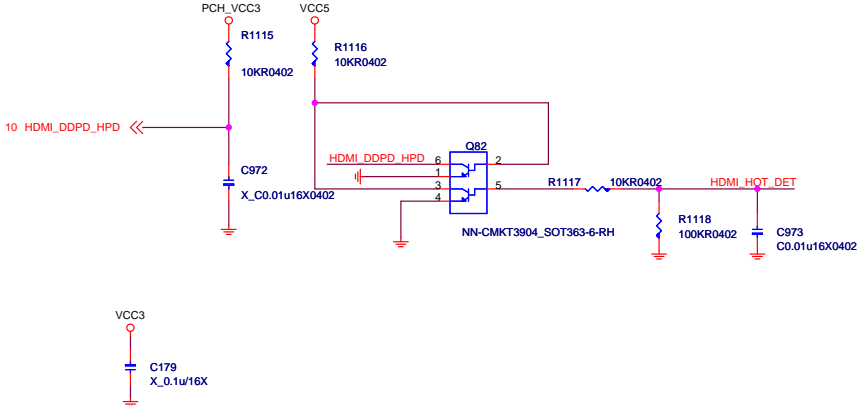 PCH_VCC3
VCC5
R1115
10KR0402
R1116
10KR0402
10 HDMI_DDPD_HPD
HDMI_DDPD_HPD
Q82
6
1
3
4
2
5
C972
X_C0.01u16X0402
R1117
10KR0402
HDMI_HOT_DET
NN-CMKT3904_SOT363-6-RH
R1118
100KR0402
C973
C0.01u16X0402
VCC3
C179
X_0.1u/16X